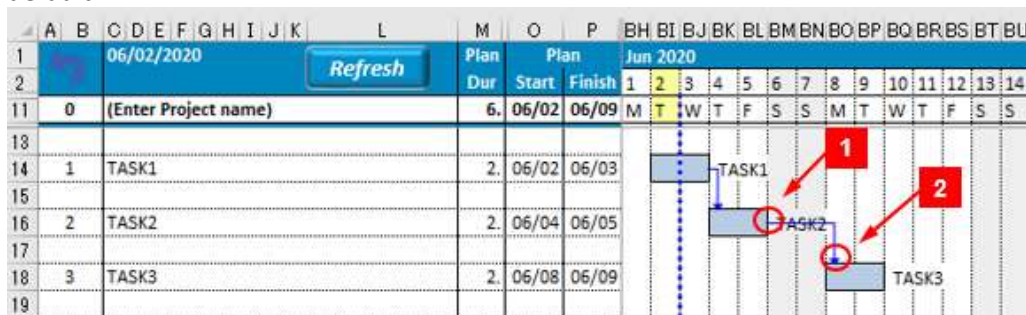 A B C D E F G H I J K L M O P BH BI BJ BK BL BM BN BO BP BQ BR BS BT BU
1 06/02/2020 Refresh Plan Plan Jun 2020
2 Dur Start Finish 1 2 3 4 5 6 7 8 9 10 11 12 13 14
11 0 (Enter Project name) 6. 06/02 06/09 M T W T F S S M T W T F S S
13
1
14 1 TASK1 2. 06/02 06/03 TASK1
15
2
16 2 TASK2 2. 06/04 06/05 TASK2
17
18 3 TASK3 2. 06/08 06/09 TASK3
19